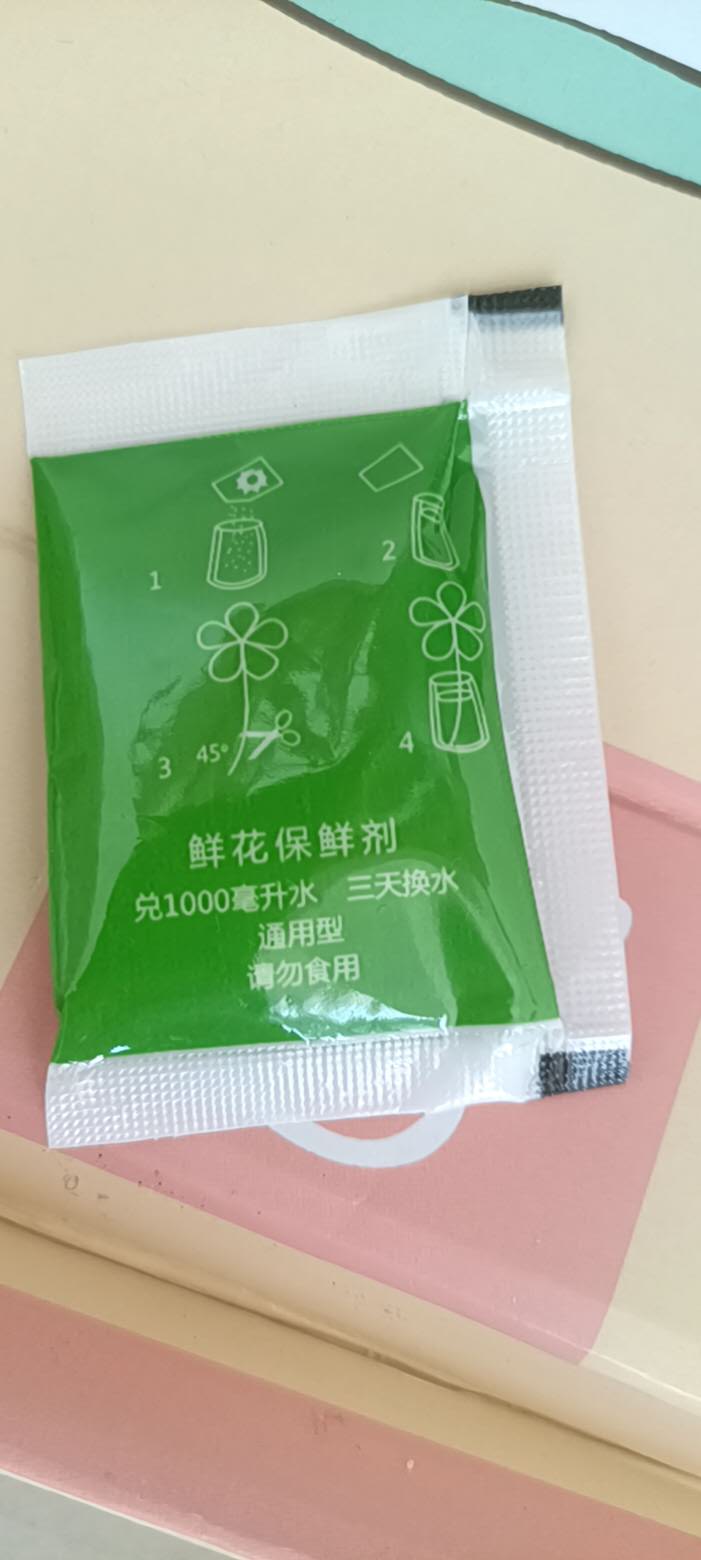 1
2
3 45°
4
鲜花保鲜剂
兑1000毫升水 三天换水
通用型
请勿食用